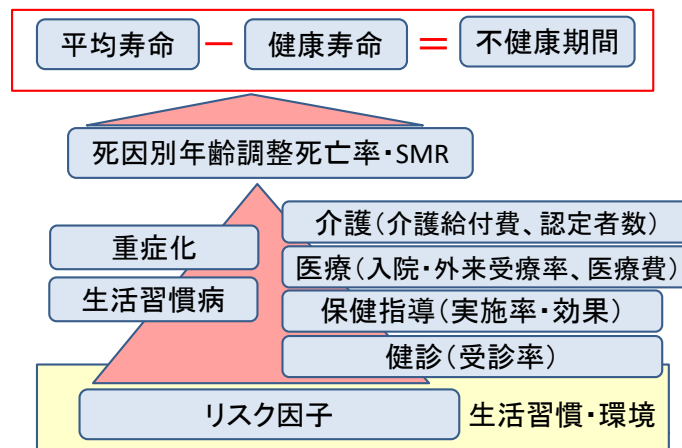 平均寿命 － 健康寿命 ＝ 不健康期間
死因別年齢調整死亡率・SMR
介護（介護給付費、認定者数）
重症化
医療（入院・外来受療率、医療費）
生活習慣病
保健指導（実施率・効果）
健診（受診率）
リスク因子
生活習慣・環境